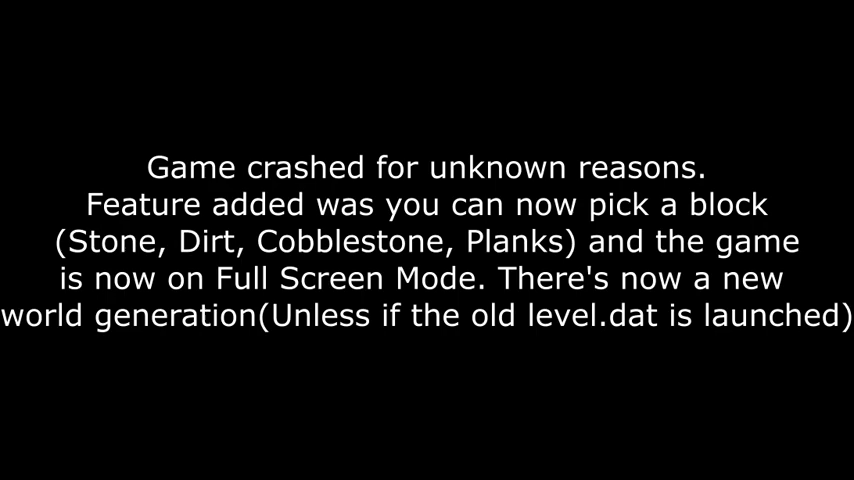 Game crashed for unknown reasons.
Feature added was you can now pick a block
(Stone, Dirt, Cobblestone, Planks) and the game
is now on Full Screen Mode. There's now a new
world generation(Unless if the old level.dat is launched)